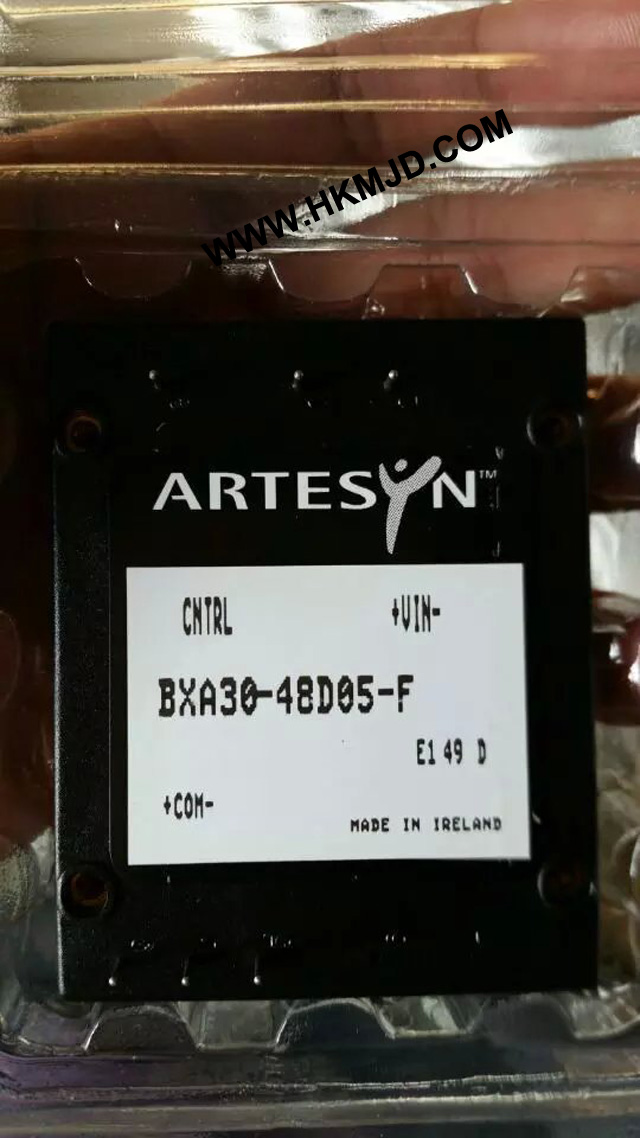 WWW.HKMJD.COM
ARTESYN™
CNTRL +VIN-
BXA30-48D05-F
E1 49 D
+COM-
MADE IN IRELAND